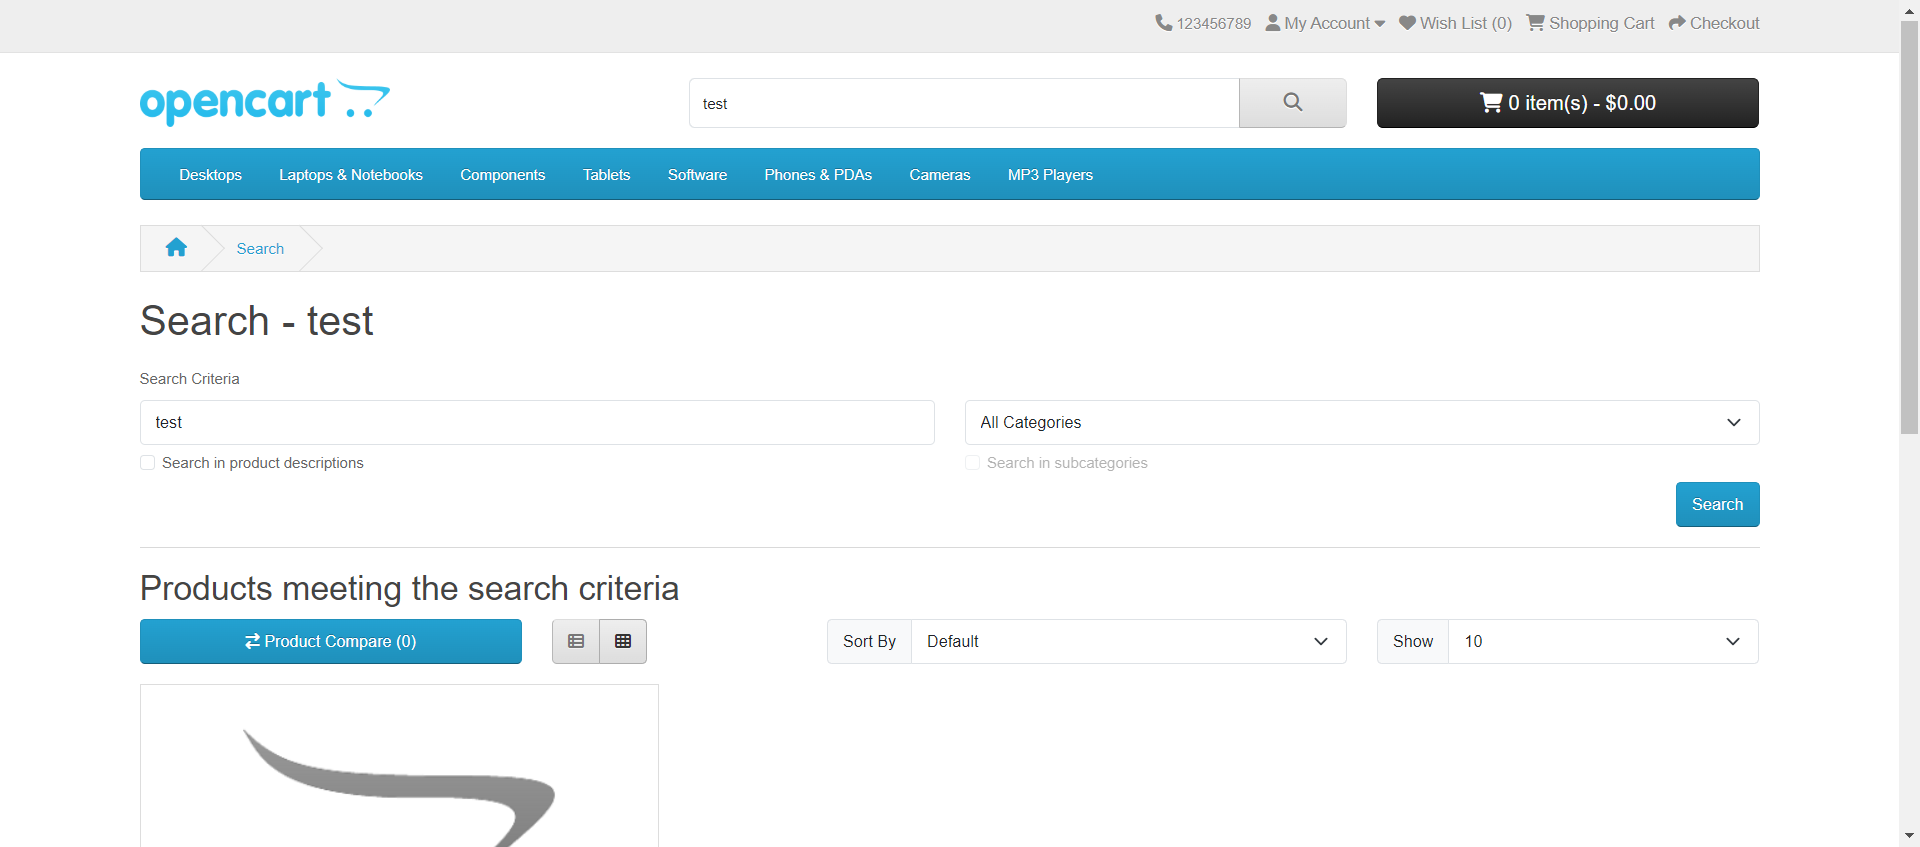 123456789 My Account Wish List (0) Shopping Cart Checkout
opencart
test
0 item(s) - $0.00
Desktops Laptops & Notebooks Components Tablets Software Phones & PDAs Cameras MP3 Players
Search
Search - test
Search Criteria
test
All Categories
Search in product descriptions
Search in subcategories
Search
Products meeting the search criteria
Product Compare (0)
Sort By Default
Show 10